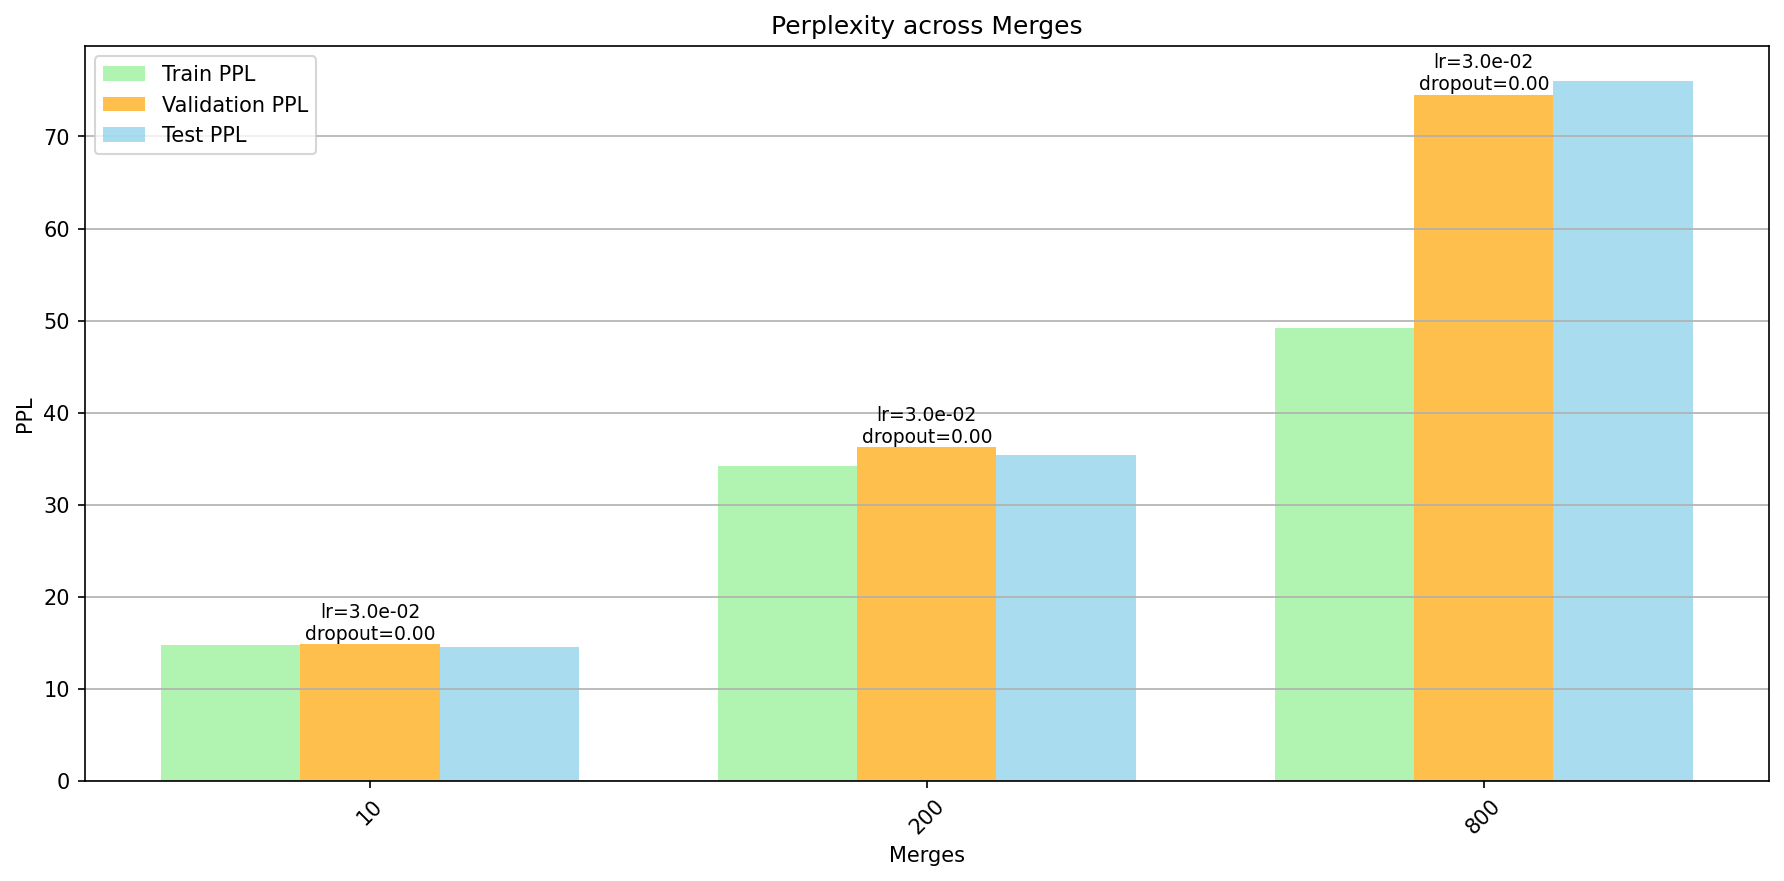 Perplexity across Merges
Train PPL
Validation PPL
Test PPL
lr=3.0e-02
dropout=0.00
lr=3.0e-02
dropout=0.00
lr=3.0e-02
dropout=0.00
PPL
70
60
50
40
30
20
10
0
10
200
800
Merges